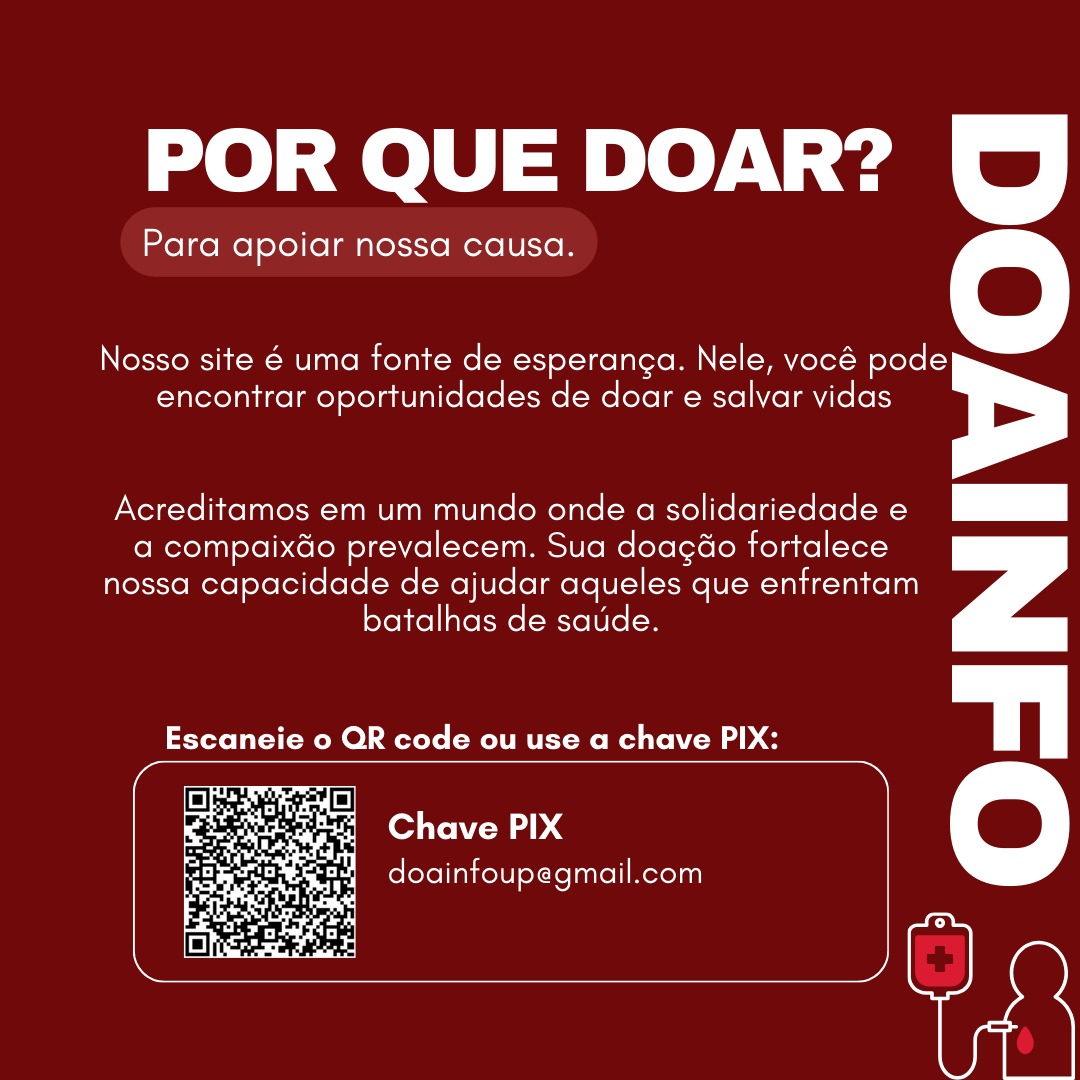 POR QUE DOAR?
Para apoiar nossa causa.
Nosso site é uma fonte de esperança. Nele, você pode
encontrar oportunidades de doar e salvar vidas
Acreditamos em um mundo onde a solidariedade e
a compaixão prevalecem. Sua doação fortalece
nossa capacidade de ajudar aqueles que enfrentam
batalhas de saúde.
Escaneie o QR code ou use a chave PIX:
Chave PIX
doainfoup@gmail.com
DOAINFO